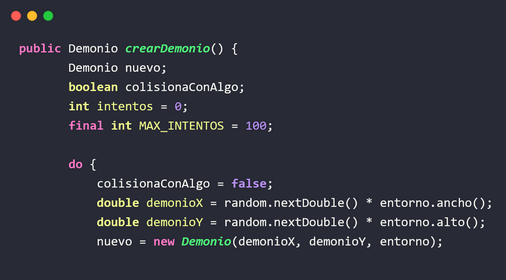 public Demonio crearDemonio() {
Demonio nuevo;
boolean colisionaConAlgo;
int intentos = 0;
final int MAX_INTENTOS = 100;
do {
colisionaConAlgo = false;
double demonioX = random.nextDouble() * entorno.ancho();
double demonioY = random.nextDouble() * entorno.alto();
nuevo = new Demonio(demonioX, demonioY, entorno);